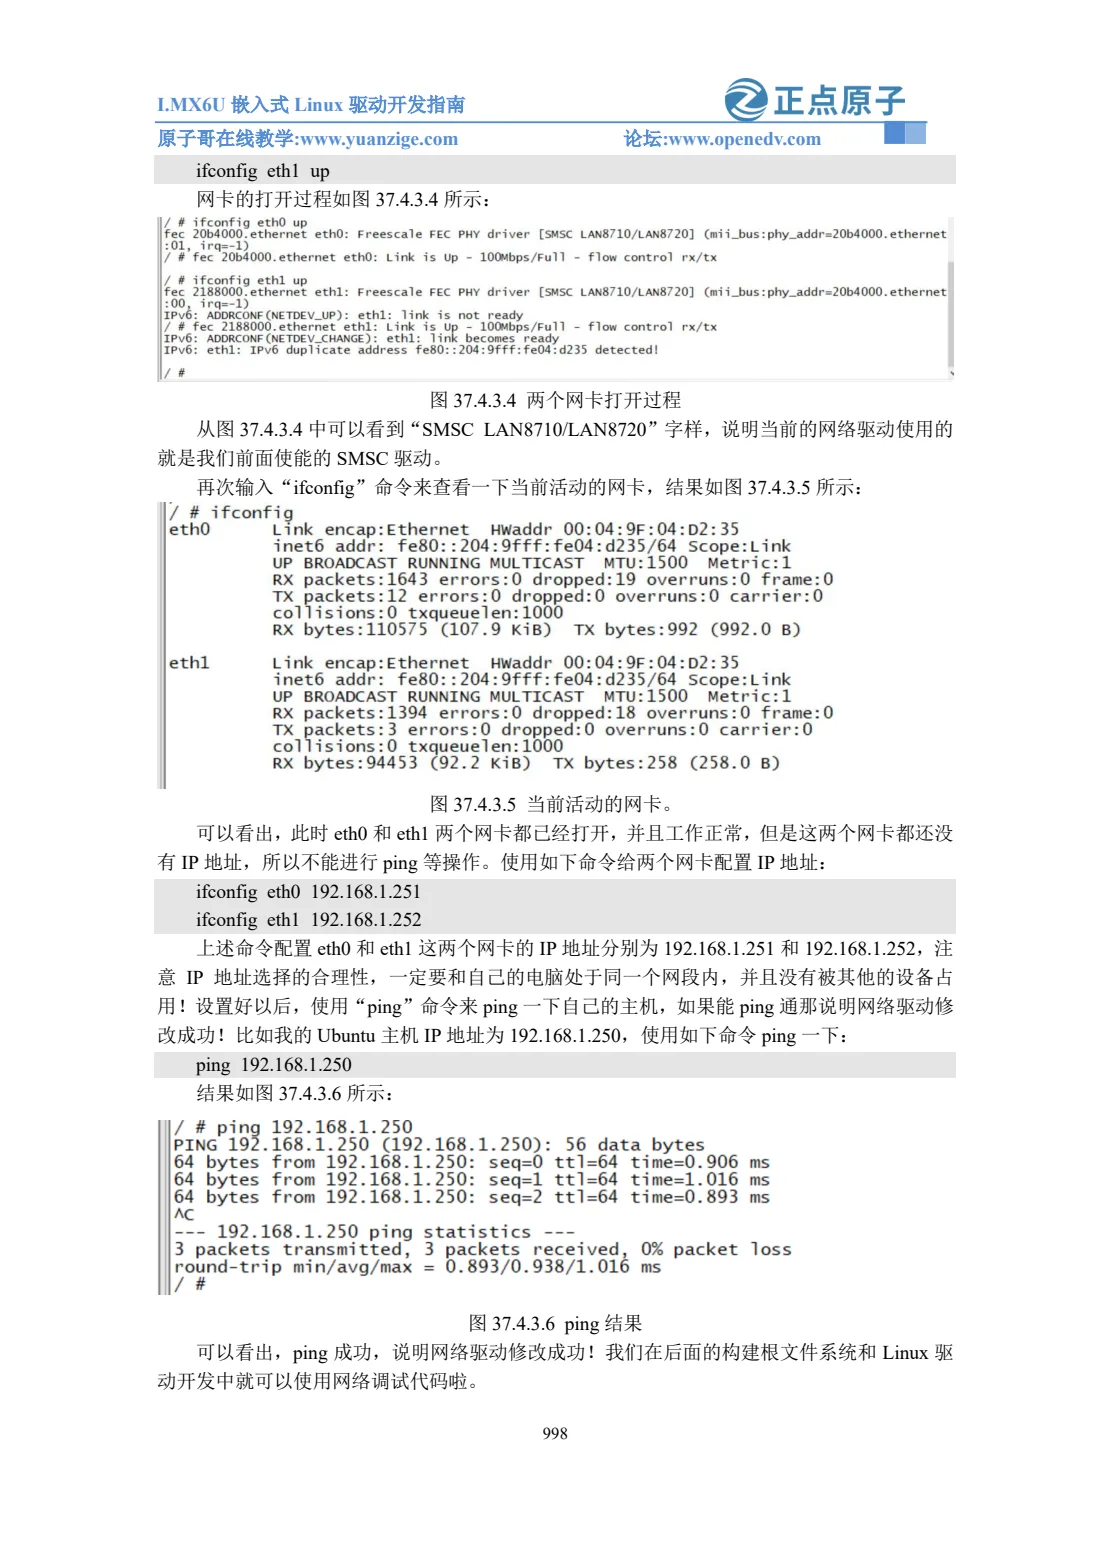 I.MX6U 嵌入式 Linux 驱动开发指南
正点原子
原子哥在线教学:www.yuanzige.com 论坛:www.openedv.com
ifconfig eth1 up
网卡的打开过程如图 37.4.3.4 所示：
/ # ifconfig eth0 up
fec 20b4000.ethernet eth0: Freescale FEC PHY driver [SMSC LAN8710/LAN8720] (mii_bus:phy_addr=20b4000.ethernet
:01, irq=-1)
/ # fec 20b4000.ethernet eth0: Link is Up - 100Mbps/Full - flow control rx/tx
/ # ifconfig eth1 up
fec 2188000.ethernet eth1: Freescale FEC PHY driver [SMSC LAN8710/LAN8720] (mii_bus:phy_addr=20b4000.ethernet
:00, irq=-1)
IPv6: ADDRCONF(NETDEV_UP): eth1: link is not ready
/ # fec 2188000.ethernet eth1: Link is Up - 100Mbps/Full - flow control rx/tx
IPv6: ADDRCONF(NETDEV_CHANGE): eth1: link becomes ready
IPv6: eth1: IPv6 duplicate address fe80::204:9fff:fe04:d235 detected!
/ #
图 37.4.3.4 两个网卡打开过程
从图 37.4.3.4 中可以看到“SMSC LAN8710/LAN8720”字样，说明当前的网络驱动使用的
就是我们前面使能的 SMSC 驱动。
再次输入“ifconfig”命令来查看一下当前活动的网卡，结果如图 37.4.3.5 所示：
/ # ifconfig
eth0 Link encap:Ethernet HWaddr 00:04:9F:04:D2:35
inet6 addr: fe80::204:9fff:fe04:d235/64 Scope:Link
UP BROADCAST RUNNING MULTICAST MTU:1500 Metric:1
RX packets:1643 errors:0 dropped:19 overruns:0 frame:0
TX packets:12 errors:0 dropped:0 overruns:0 carrier:0
collisions:0 txqueuelen:1000
RX bytes:110575 (107.9 KiB) TX bytes:992 (992.0 B)
eth1 Link encap:Ethernet HWaddr 00:04:9F:04:D2:35
inet6 addr: fe80::204:9fff:fe04:d235/64 Scope:Link
UP BROADCAST RUNNING MULTICAST MTU:1500 Metric:1
RX packets:1394 errors:0 dropped:18 overruns:0 frame:0
TX packets:3 errors:0 dropped:0 overruns:0 carrier:0
collisions:0 txqueuelen:1000
RX bytes:94453 (92.2 KiB) TX bytes:258 (258.0 B)
图 37.4.3.5 当前活动的网卡。
可以看出，此时 eth0 和 eth1 两个网卡都已经打开，并且工作正常，但是这两个网卡都还没
有 IP 地址，所以不能进行 ping 等操作。使用如下命令给两个网卡配置 IP 地址：
ifconfig eth0 192.168.1.251
ifconfig eth1 192.168.1.252
上述命令配置 eth0 和 eth1 这两个网卡的 IP 地址分别为 192.168.1.251 和 192.168.1.252，注
意 IP 地址选择的合理性，一定要和自己的电脑处于同一个网段内，并且没有被其他的设备占
用！设置好以后，使用“ping”命令来 ping 一下自己的主机，如果能 ping 通那说明网络驱动修
改成功！比如我的 Ubuntu 主机 IP 地址为 192.168.1.250，使用如下命令 ping 一下：
ping 192.168.1.250
结果如图 37.4.3.6 所示：
/ # ping 192.168.1.250
PING 192.168.1.250 (192.168.1.250): 56 data bytes
64 bytes from 192.168.1.250: seq=0 ttl=64 time=0.906 ms
64 bytes from 192.168.1.250: seq=1 ttl=64 time=1.016 ms
64 bytes from 192.168.1.250: seq=2 ttl=64 time=0.893 ms
^C
--- 192.168.1.250 ping statistics ---
3 packets transmitted, 3 packets received, 0% packet loss
round-trip min/avg/max = 0.893/0.938/1.016 ms
/ #
图 37.4.3.6 ping 结果
可以看出，ping 成功，说明网络驱动修改成功！我们在后面的构建根文件系统和 Linux 驱
动开发中就可以使用网络调试代码啦。
998